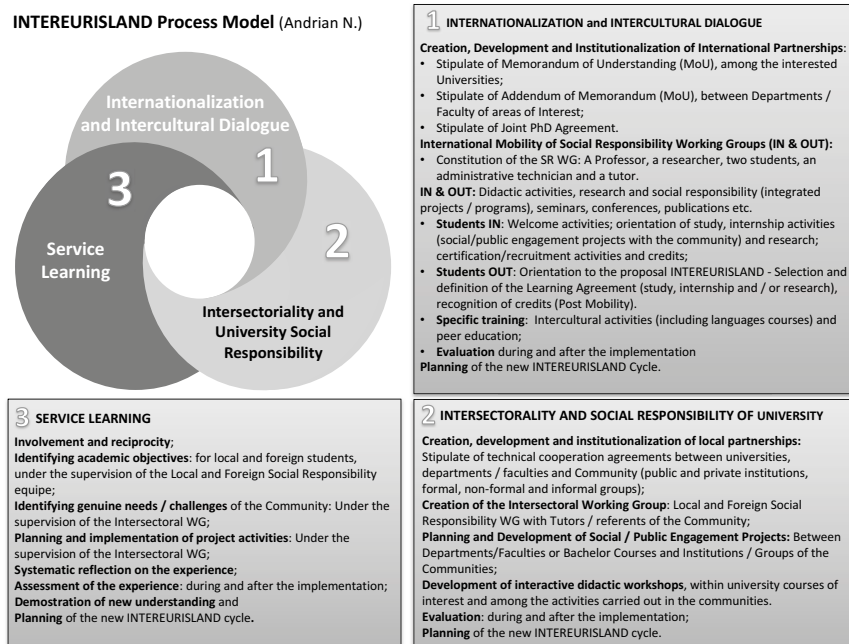 INTEREURISLAND Process Model (Andrian N.)
Internationalization
and Intercultural Dialogue
1
3
2
Service
Learning
Intersectoriality and
University Social
Responsibility
1 INTERNATIONALIZATION and INTERCULTURAL DIALOGUE
Creation, Development and Institutionalization of International Partnerships:
• Stipulate of Memorandum of Understanding (MoU), among the interested
Universities;
• Stipulate of Addendum of Memorandum (MoU), between Departments /
Faculty of areas of Interest;
• Stipulate of Joint PhD Agreement.
International Mobility of Social Responsibility Working Groups (IN & OUT):
• Constitution of the SR WG: A Professor, a researcher, two students, an
administrative technician and a tutor.
IN & OUT: Didactic activities, research and social responsibility (integrated
projects / programs), seminars, conferences, publications etc.
• Students IN: Welcome activities; orientation of study, internship activities
(social/public engagement projects with the community) and research;
certification/recruitment activities and credits;
• Students OUT: Orientation to the proposal INTEREURISLAND - Selection and
definition of the Learning Agreement (study, internship and / or research),
recognition of credits (Post Mobility).
• Specific training: Intercultural activities (including languages courses) and
peer education;
• Evaluation during and after the implementation
Planning of the new INTEREURISLAND Cycle.
3 SERVICE LEARNING
Involvement and reciprocity;
Identifying academic objectives: for local and foreign students,
under the supervision of the Local and Foreign Social Responsibility
equipe;
Identifying genuine needs / challenges of the Community: Under the
supervision of the Intersectoral WG;
Planning and implementation of project activities: Under the
supervision of the Intersectoral WG;
Systematic reflection on the experience;
Assessment of the experience: during and after the implementation;
Demostration of new understanding and
Planning of the new INTEREURISLAND cycle.
2 INTERSECTORALITY AND SOCIAL RESPONSIBILITY OF UNIVERSITY
Creation, development and institutionalization of local partnerships:
Stipulate of technical cooperation agreements between universities,
departments / faculties and Community (public and private institutions,
formal, non-formal and informal groups);
Creation of the Intersectoral Working Group: Local and Foreign Social
Responsibility WG with Tutors / referents of the Community;
Planning and Development of Social / Public Engagement Projects: Between
Departments/Faculties or Bachelor Courses and Institutions / Groups of the
Communities;
Development of interactive didactic workshops, within university courses of
interest and among the activities carried out in the communities.
Evaluation: during and after the implementation;
Planning of the new INTEREURISLAND cycle.